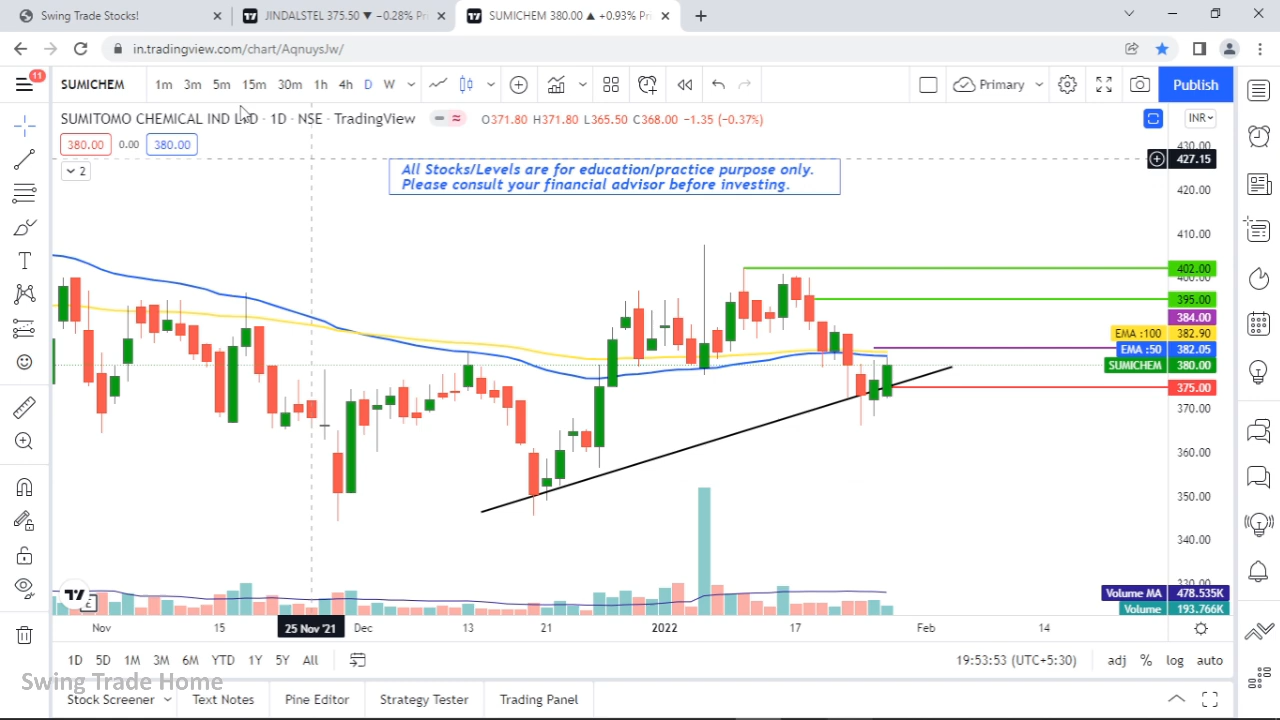 Swing Trade Stocks!
JINDALSTEL 375.50 ▼ −0.28% Pri
SUMICHEM 380.00 ▲ +0.93% Pri
in.tradingview.com/chart/AqnuysJw/
11
SUMICHEM 1m 3m 5m 15m 30m 1h 4h D W Primary Publish
SUMITOMO CHEMICAL IND LTD · 1D · NSE · TradingView O371.80 H371.80 L365.50 C368.00 −1.35 (−0.37%) INR
380.00 0.00 380.00
2
All Stocks/Levels are for education/practice purpose only.
Please consult your financial advisor before investing.
430.00
427.15
420.00
410.00
402.00
400.00
395.00
384.00
EMA :100 382.90
EMA :50 382.05
SUMICHEM 380.00
375.00
370.00
360.00
350.00
340.00
330.00
Volume MA 478.535K
Volume 193.766K
Nov 15 25 Nov '21 Dec 13 21 2022 17 Feb 14
1D 5D 1M 3M 6M YTD 1Y 5Y All 19:53:53 (UTC+5:30) adj % log auto
Swing Trade Home
Stock Screener Text Notes Pine Editor Strategy Tester Trading Panel